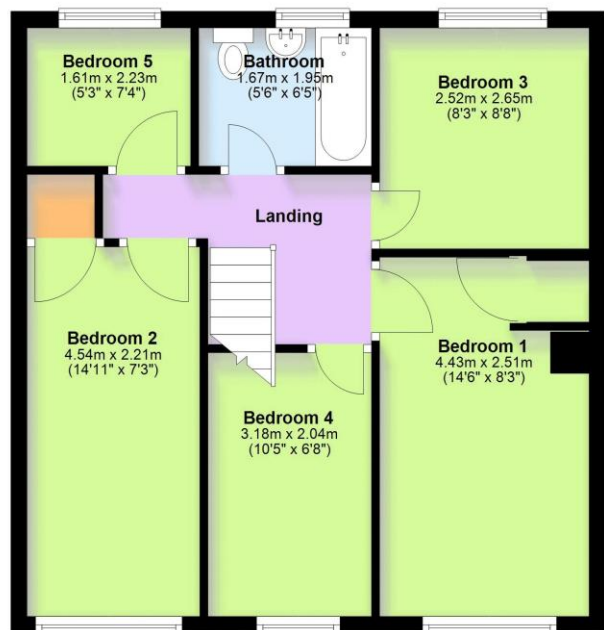 Bedroom 5
1.61m x 2.23m
(5'3" x 7'4")
Bathroom
1.67m x 1.95m
(5'6" x 6'5")
Bedroom 3
2.52m x 2.65m
(8'3" x 8'8")
Landing
Bedroom 2
4.54m x 2.21m
(14'11" x 7'3")
Bedroom 1
4.43m x 2.51m
(14'6" x 8'3")
Bedroom 4
3.18m x 2.04m
(10'5" x 6'8")